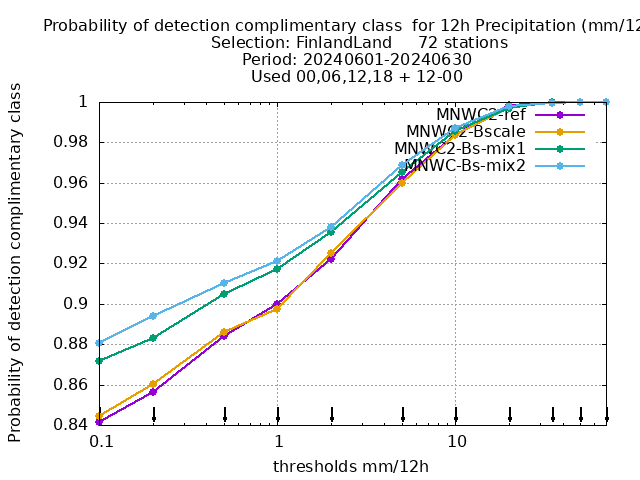 Probability of detection complimentary class  for 12h Precipitation (mm/12
Selection: FinlandLand     72 stations
Period: 20240601-20240630
Used 00,06,12,18 + 12-00
Probability of detection complimentary class
1
0.98
0.96
0.94
0.92
0.9
0.88
0.86
0.84
MNWC2-ref
MNWC2-Bscale
MNWC2-Bs-mix1
MNWC-Bs-mix2
0.1
1
10
thresholds mm/12h